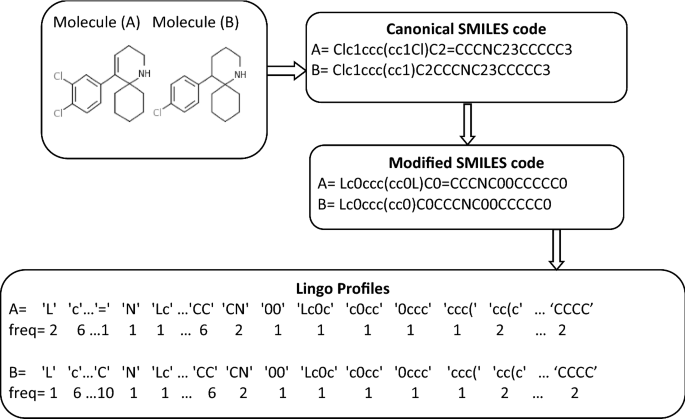 Molecule (A) Molecule (B)
Cl
Cl
NH
Cl
NH
Canonical SMILES code
A= Clc1ccc(cc1Cl)C2=CCCNC23CCCCC3
B= Clc1ccc(cc1)C2CCCNC23CCCCC3
Modified SMILES code
A= Lc0ccc(cc0L)C0=CCCNC00CCCCC0
B= Lc0ccc(cc0)C0CCCNC00CCCCC0
Lingo Profiles
A= 'L' 'c'...'=' 'N' 'Lc' ...'CC' 'CN' '00' 'Lc0c' 'c0cc' '0ccc' 'ccc(' 'cc(c' ... ‘CCCC’
freq= 2 6 ...1 1 1 ... 6 2 1 1 1 1 1 2 ... 2
B= 'L' 'c'...'C' 'N' 'Lc' ... 'CC' 'CN' '00' 'Lc0c' 'c0cc' '0ccc' 'ccc(' 'cc(c' ... ‘CCCC’
freq= 1 6...10 1 1 ... 6 2 1 1 1 1 1 2 ... 2